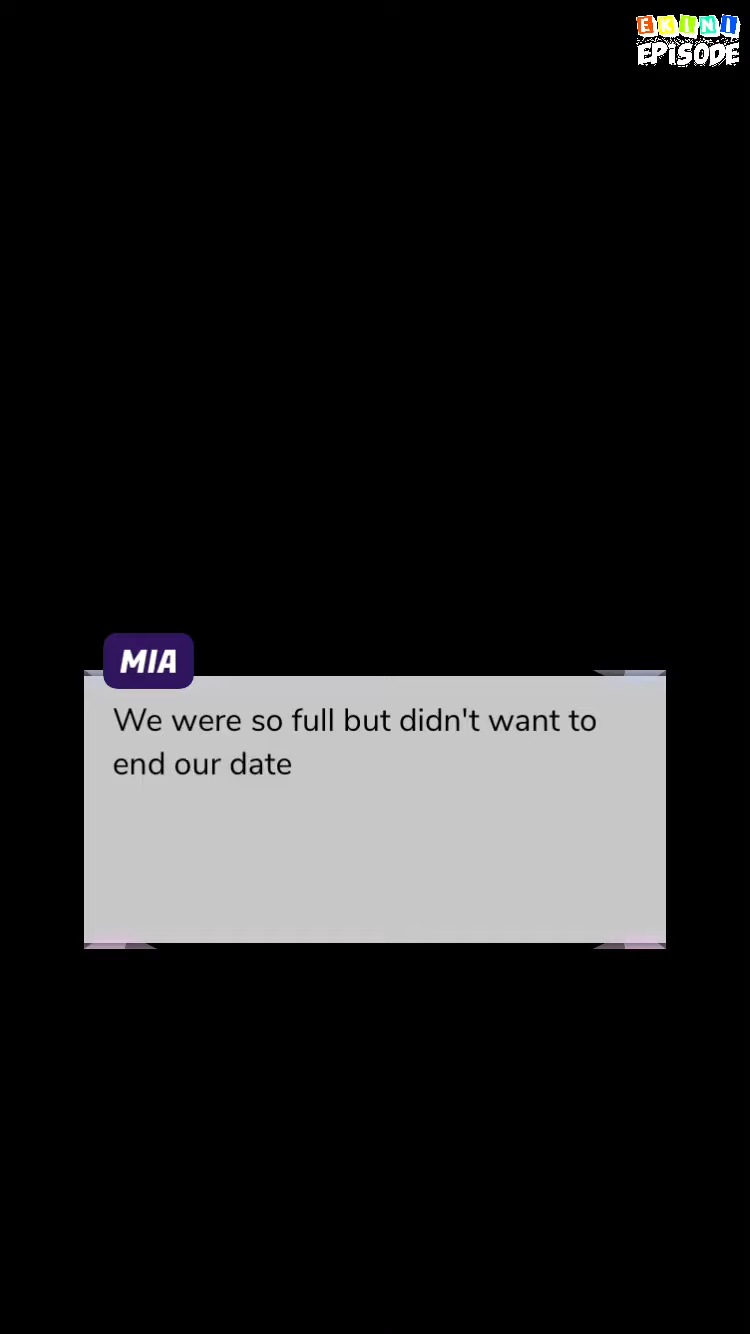 EKINI
EPISODE
MIA
We were so full but didn't want to
end our date